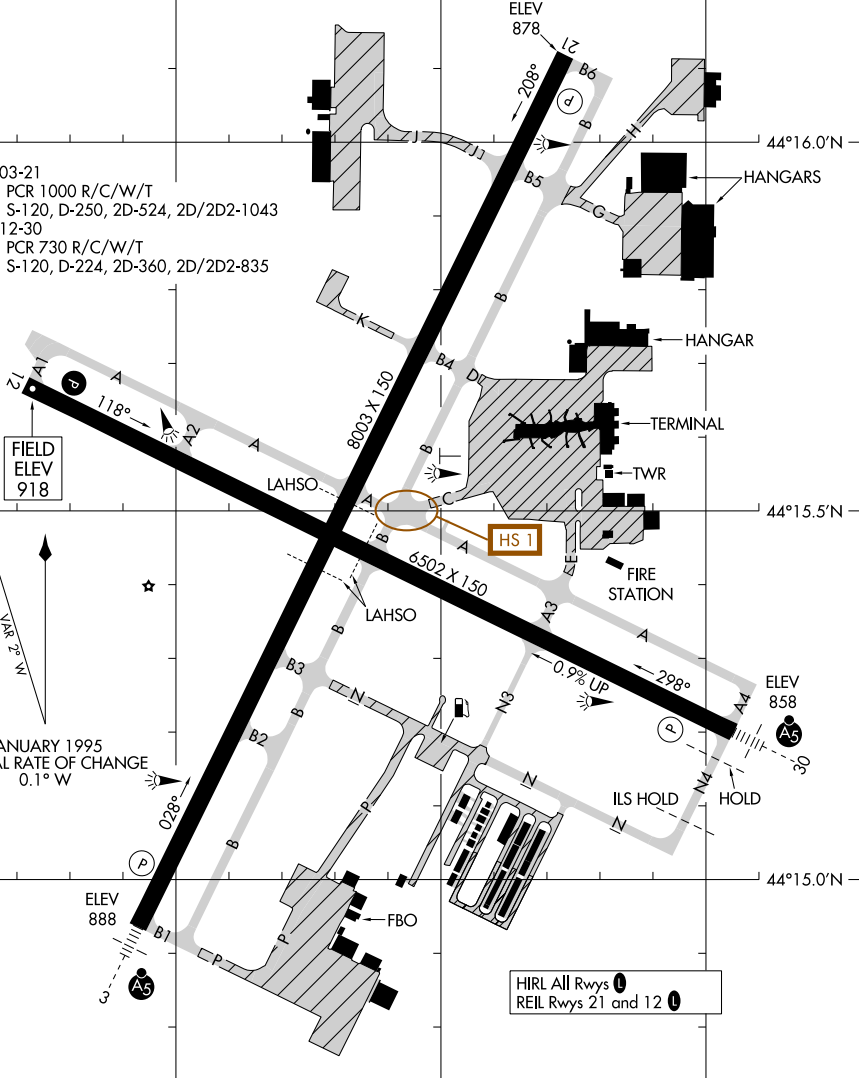 ELEV
878
21
B6
208°
P
B
H
J
J1
44°16.0'N
03-21
PCR 1000 R/C/W/T
S-120, D-250, 2D-524, 2D/2D2-1043
12-30
PCR 730 R/C/W/T
S-120, D-224, 2D-360, 2D/2D2-835
B5
HANGARS
G
B
K
HANGAR
B4
D
12
A1
A
P
118°
8003 X 150
A2
A
B
TERMINAL
FIELD
ELEV
918
TWR
LAHSO
A
C
44°15.5'N
B
HS 1
A
6502 X 150
E
FIRE
STATION
LAHSO
VAR 2° W
A3
B
A
B3
0.9% UP
298°
ELEV
858
N
N3
A4
A5
B
P
B2
ANUARY 1995
AL RATE OF CHANGE
0.1° W
30
N
N4
028°
P
ILS HOLD
HOLD
N
B
P
44°15.0'N
ELEV
888
FBO
B1
P
P
A5
3
HIRL All Rwys L
REIL Rwys 21 and 12 L